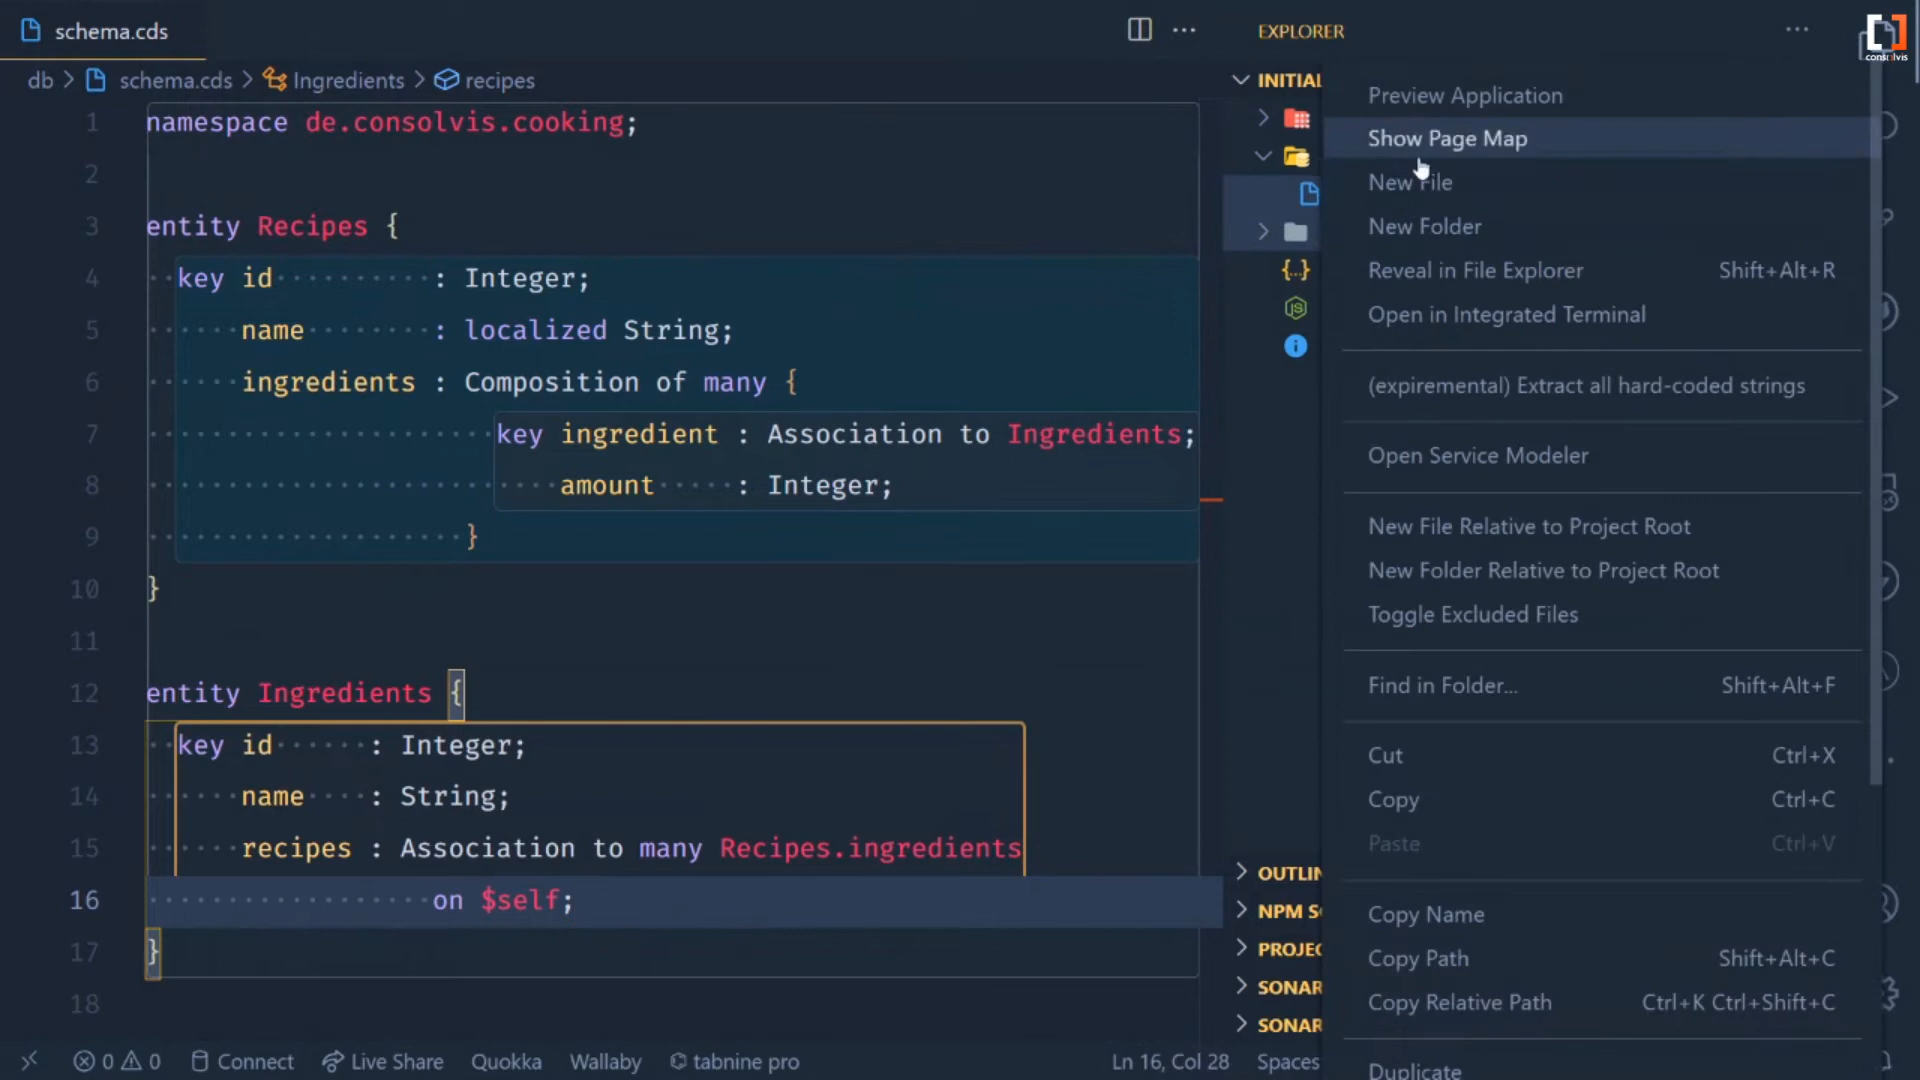 schema.cds
db > schema.cds > Ingredients > recipes
1 namespace de.consolvis.cooking;
2
3 entity Recipes {
4 key id : Integer;
5 name : localized String;
6 ingredients : Composition of many {
7 key ingredient : Association to Ingredients;
8 amount : Integer;
9 }
10 }
11
12 entity Ingredients {
13 key id : Integer;
14 name : String;
15 recipes : Association to many Recipes.ingredients
16 on $self;
17 }
18
EXPLORER
consolvis
INITIAL
Preview Application
Show Page Map
New File
New Folder
Reveal in File Explorer Shift+Alt+R
Open in Integrated Terminal
(expiremental) Extract all hard-coded strings
Open Service Modeler
New File Relative to Project Root
New Folder Relative to Project Root
Toggle Excluded Files
Find in Folder... Shift+Alt+F
Cut Ctrl+X
Copy Ctrl+C
Paste Ctrl+V
Copy Name
Copy Path Shift+Alt+C
Copy Relative Path Ctrl+K Ctrl+Shift+C
Duplicate
OUTLIN
NPM S
PROJEC
SONAR
SONAR
0 0 Connect Live Share Quokka Wallaby tabnine pro Ln 16, Col 28 Spaces